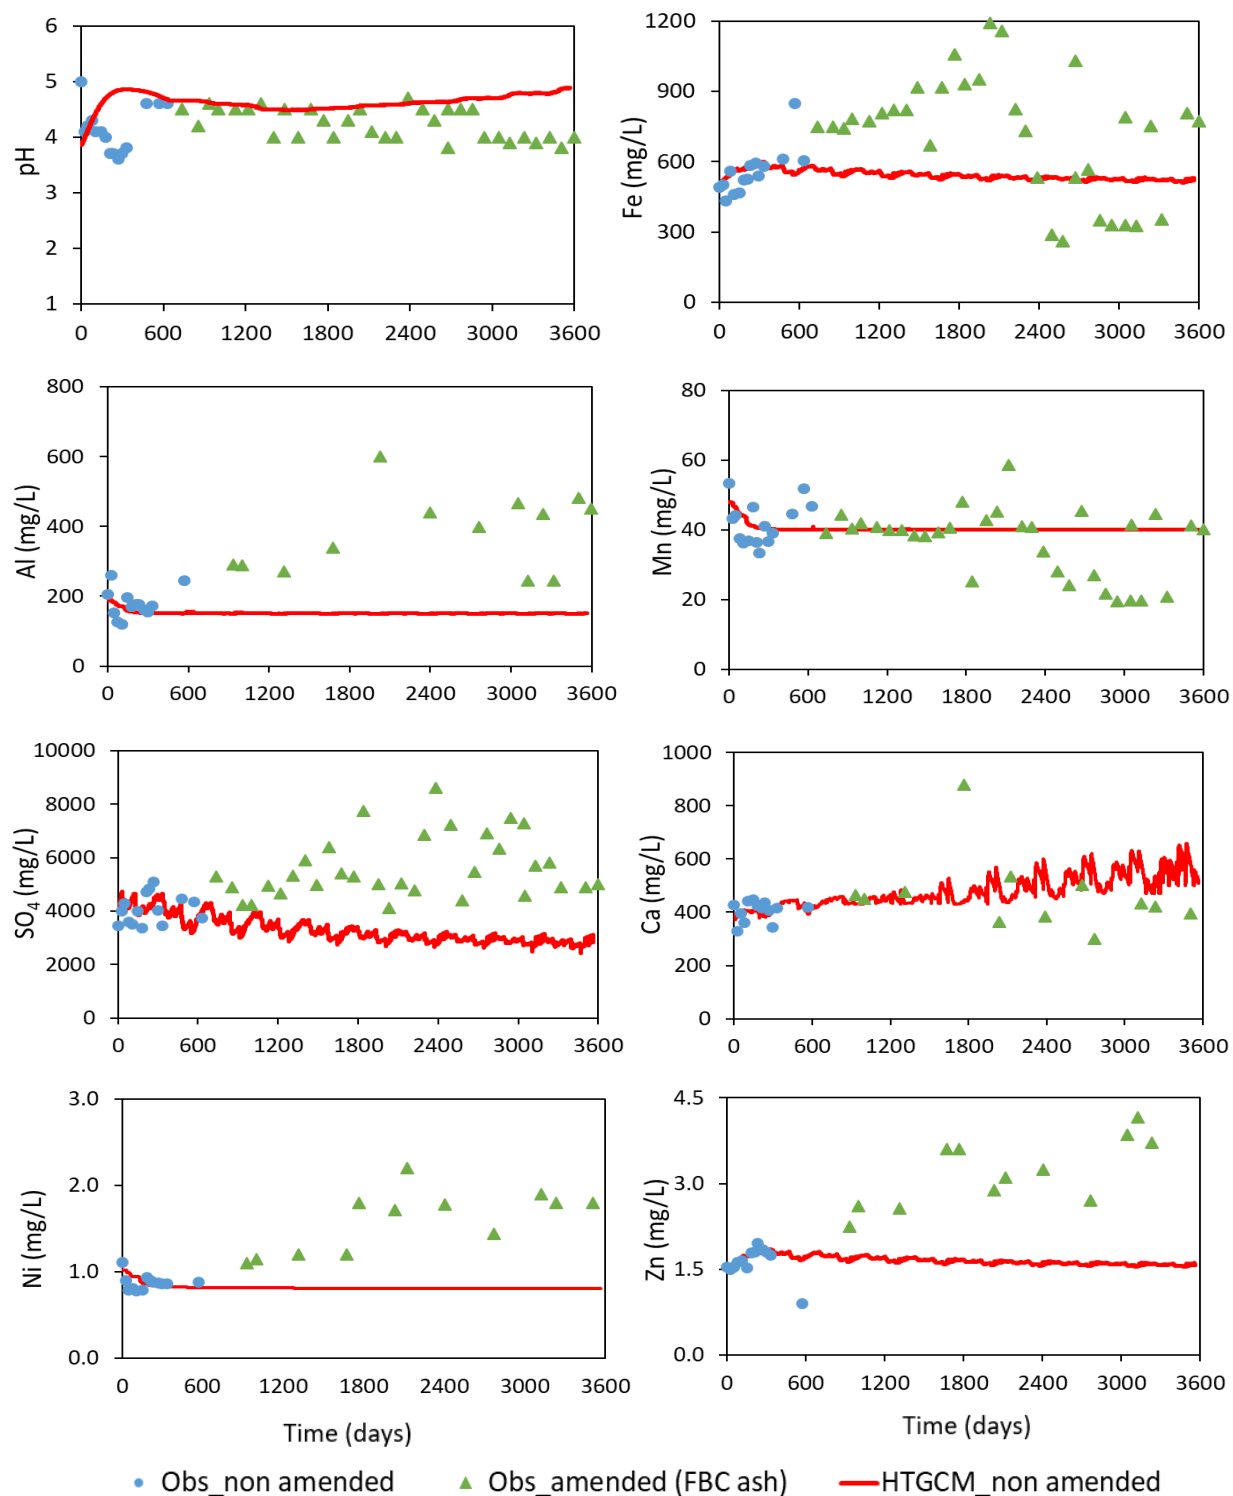 6
5
4
3
2
1
pH
0 600 1200 1800 2400 3000 3600
1200
900
600
300
0
Fe (mg/L)
0 600 1200 1800 2400 3000 3600
800
600
400
200
0
Al (mg/L)
0 600 1200 1800 2400 3000 3600
80
60
40
20
0
Mn (mg/L)
0 600 1200 1800 2400 3000 3600
10000
8000
6000
4000
2000
0
SO4 (mg/L)
0 600 1200 1800 2400 3000 3600
1000
800
600
400
200
0
Ca (mg/L)
0 600 1200 1800 2400 3000 3600
3.0
2.0
1.0
0.0
Ni (mg/L)
0 600 1200 1800 2400 3000 3600
Time (days)
4.5
3.0
1.5
0.0
Zn (mg/L)
0 600 1200 1800 2400 3000 3600
Time (days)
Obs_non amended Obs_amended (FBC ash) HTGCM_non amended